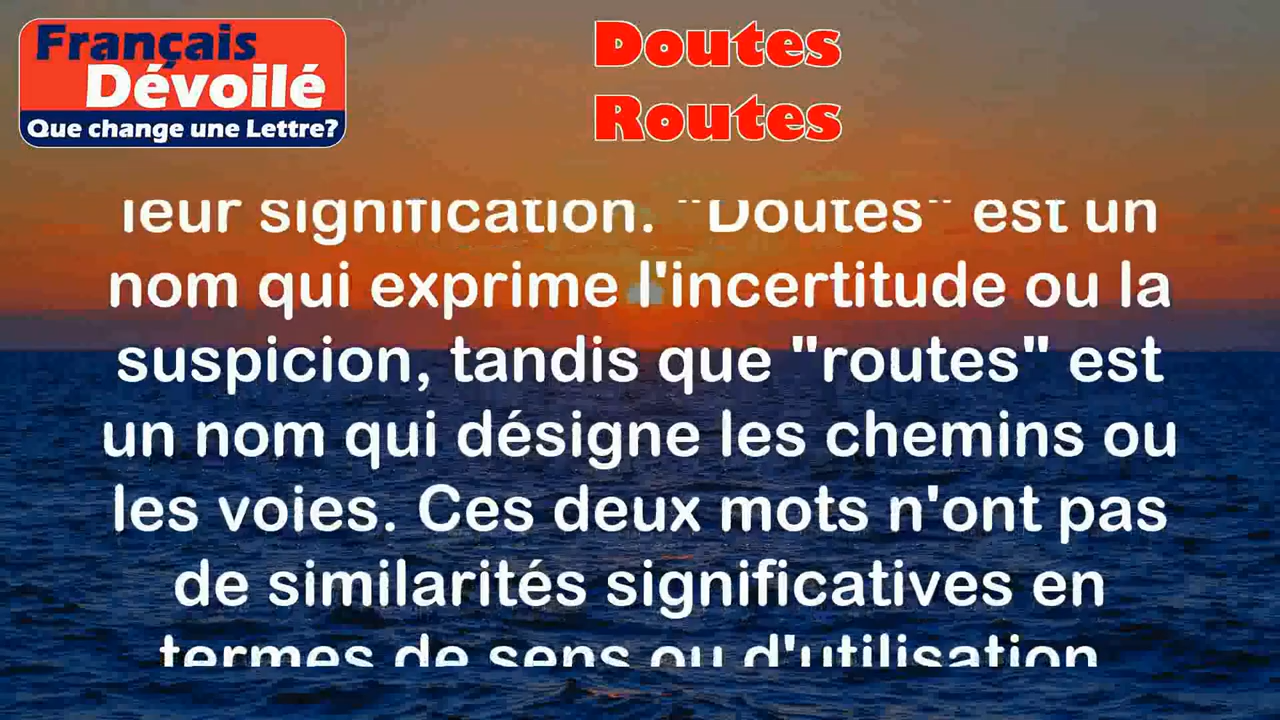 Français
Dévoilé
Que change une Lettre?
Doutes
Routes
leur signification. "Doutes" est un
nom qui exprime l'incertitude ou la
suspicion, tandis que "routes" est
un nom qui désigne les chemins ou
les voies. Ces deux mots n'ont pas
de similarités significatives en
termes de sens ou d'utilisation